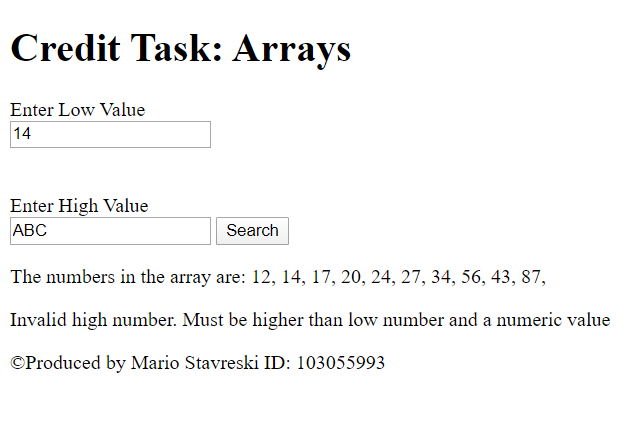 Credit Task: Arrays
Enter Low Value
14
Enter High Value
ABC Search
The numbers in the array are: 12, 14, 17, 20, 24, 27, 34, 56, 43, 87,
Invalid high number. Must be higher than low number and a numeric value
©Produced by Mario Stavreski ID: 103055993